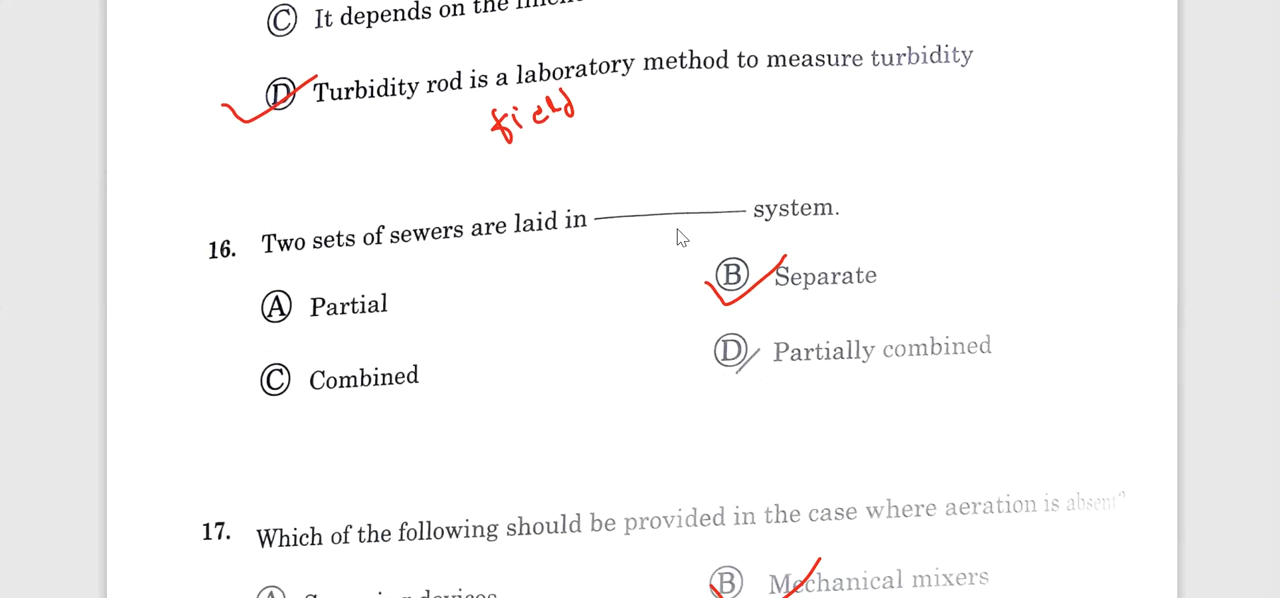 C It depends on the
D Turbidity rod is a laboratory method to measure turbidity
field
16. Two sets of sewers are laid in ———— system.
A Partial
B Separate
C Combined
D Partially combined
17. Which of the following should be provided in the case where aeration is absent?
A
B Mechanical mixers